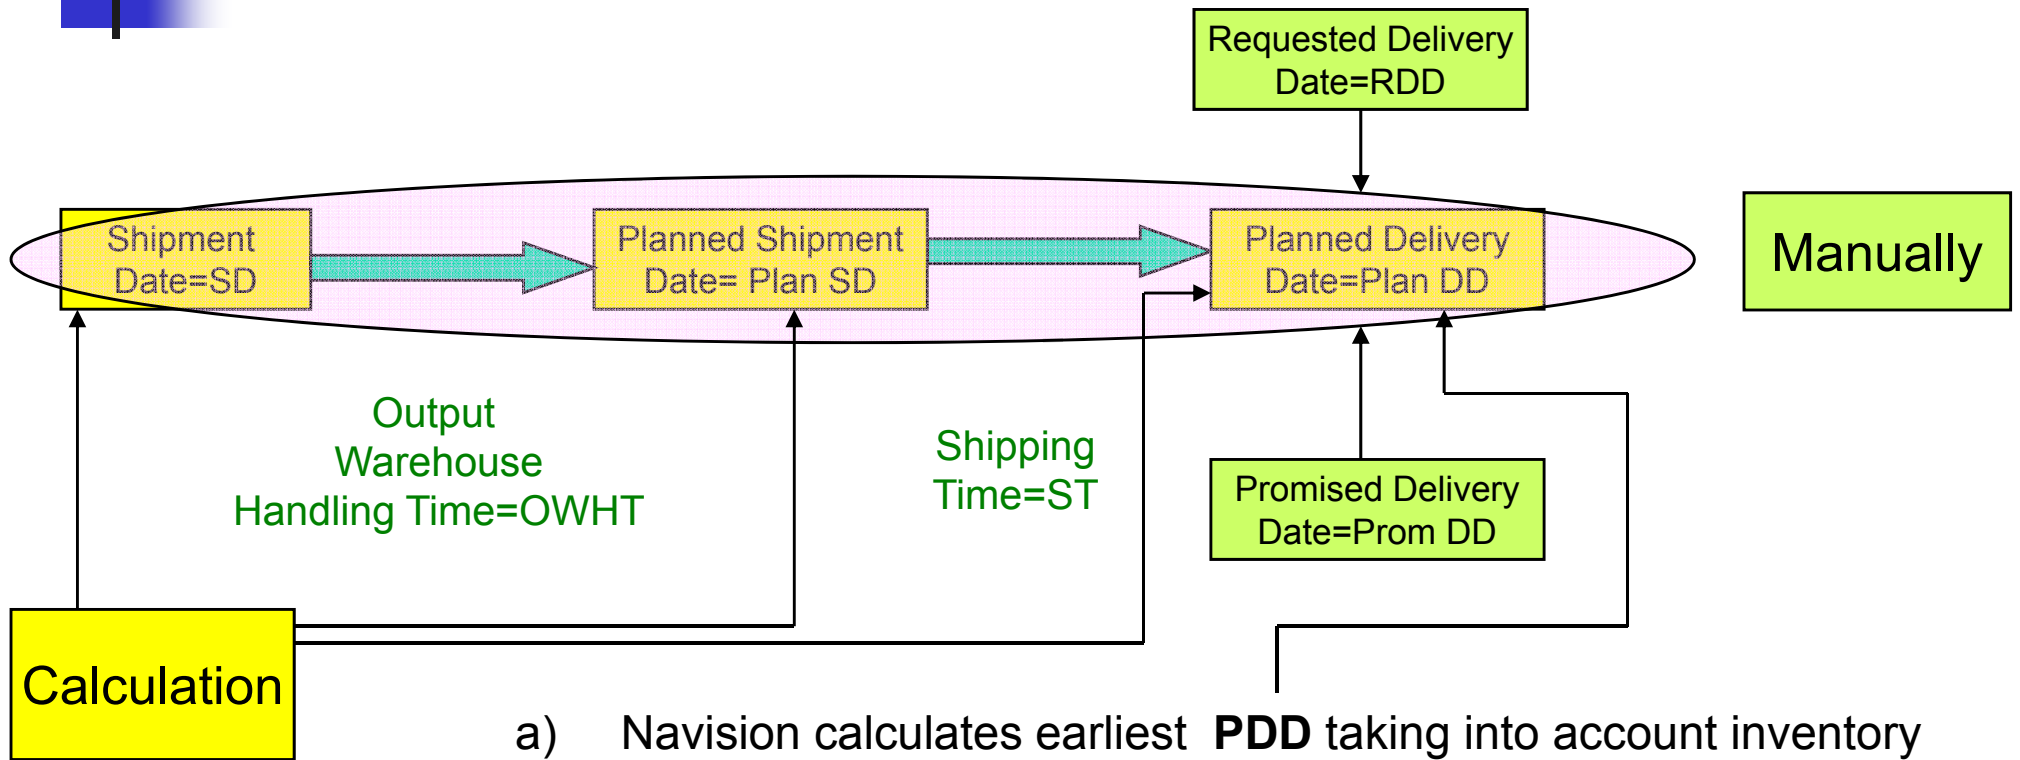 Requested Delivery
Date=RDD
Shipment
Date=SD
Planned Shipment
Date= Plan SD
Planned Delivery
Date=Plan DD
Manually
Output
Warehouse
Handling Time=OWHT
Shipping
Time=ST
Promised Delivery
Date=Prom DD
Calculation
a) Navision calculates earliest PDD taking into account inventory